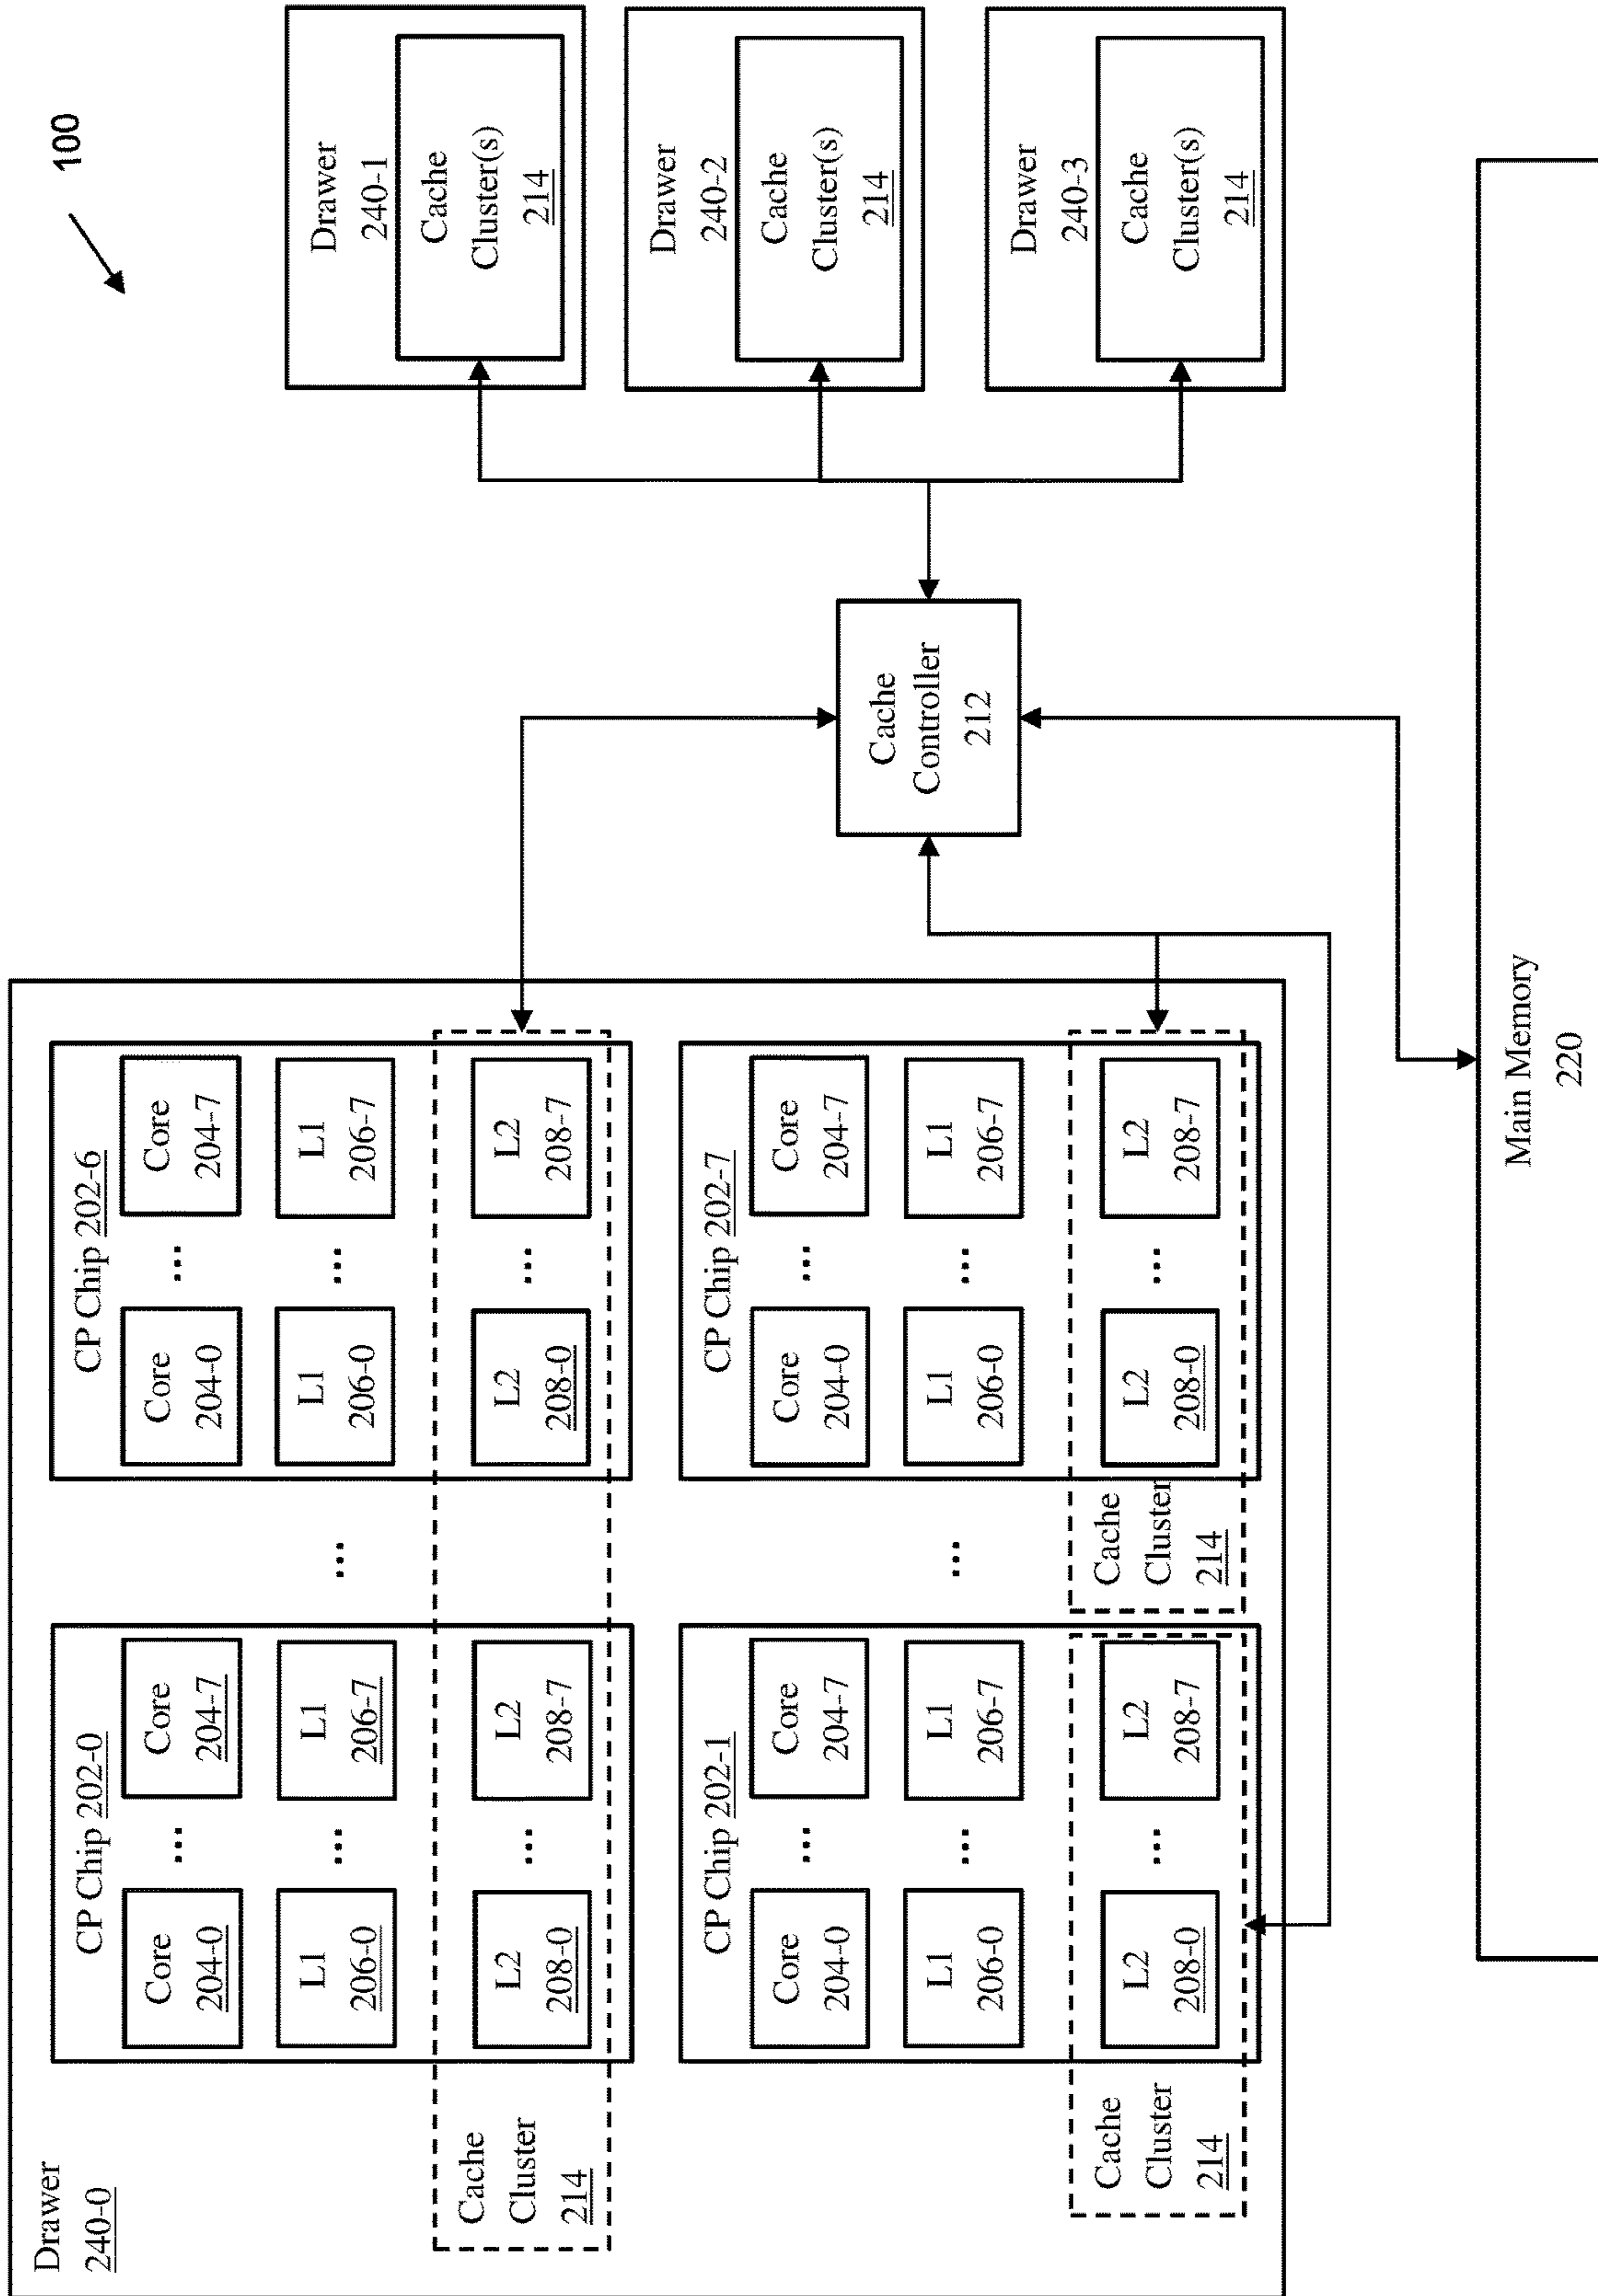 100
Drawer
240-0
CP Chip 202-0
Core
204-0
...
Core
204-7
L1
206-0
...
L1
206-7
L2
208-0
...
L2
208-7
...
CP Chip 202-6
Core
204-0
...
Core
204-7
L1
206-0
...
L1
206-7
L2
208-0
...
L2
208-7
Cache
Cluster
214
CP Chip 202-1
Core
204-0
...
Core
204-7
L1
206-0
...
L1
206-7
L2
208-0
...
L2
208-7
Cache
Cluster
214
...
CP Chip 202-7
Core
204-0
...
Core
204-7
L1
206-0
...
L1
206-7
L2
208-0
...
L2
208-7
Cache
Cluster
214
Cache
Controller
212
Drawer
240-1
Cache
Cluster(s)
214
Drawer
240-2
Cache
Cluster(s)
214
Drawer
240-3
Cache
Cluster(s)
214
Main Memory
220